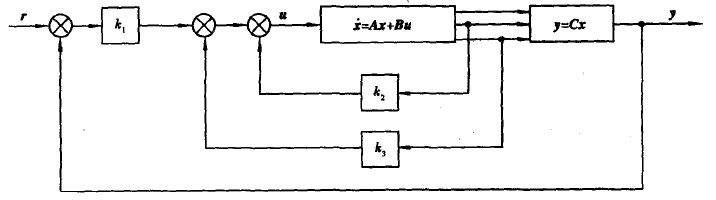 r
k₁
u
ẋ=Ax+Bu
y=Cx
y
k₂
k₃